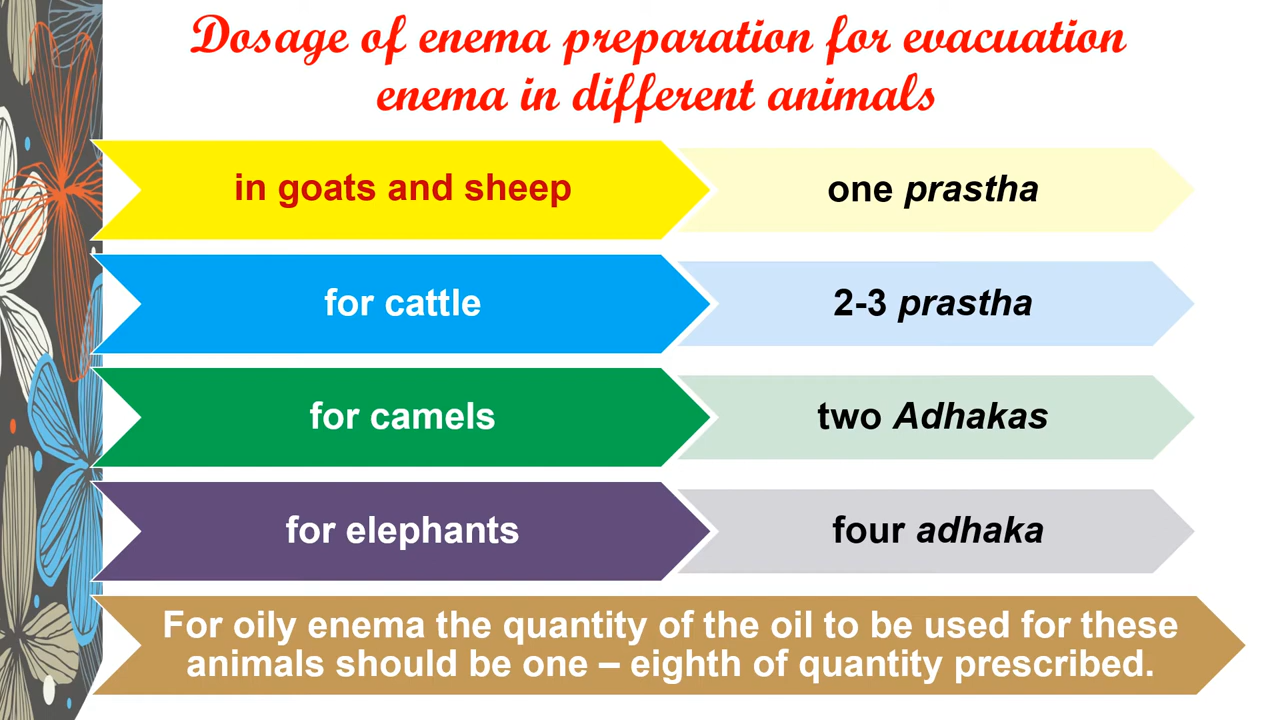 Dosage of enema preparation for evacuation
enema in different animals
in goats and sheep
one prastha
for cattle
2-3 prastha
for camels
two Adhakas
for elephants
four adhaka
For oily enema the quantity of the oil to be used for these
animals should be one – eighth of quantity prescribed.